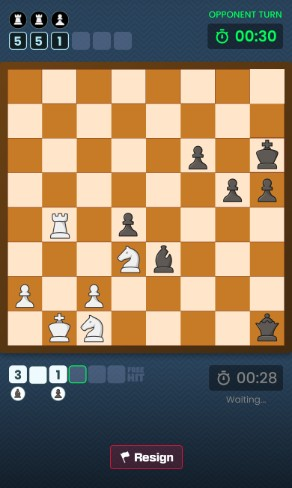 OPPONENT TURN
5 5 1
00:30
3 1 FREE HIT
00:28
Waiting...
Resign